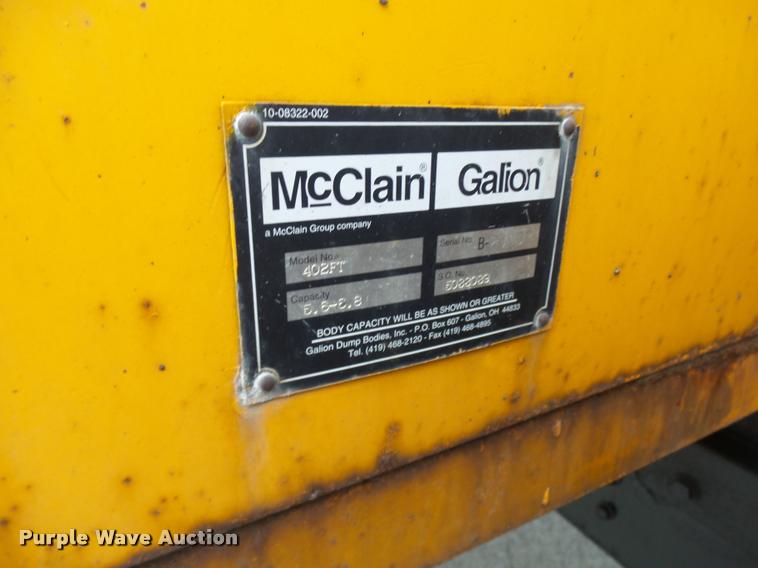 10-08322-002
McClain® Galion®
a McClain Group company
Model No. Serial No.
402FT B-
Capacity S.O. No.
BODY CAPACITY WILL BE AS SHOWN OR GREATER
Galion Dump Bodies, Inc. - P.O. Box 607 - Galion, OH 44833
Tel. (419) 468-2120 - Fax (419) 468-4895
Purple Wave Auction